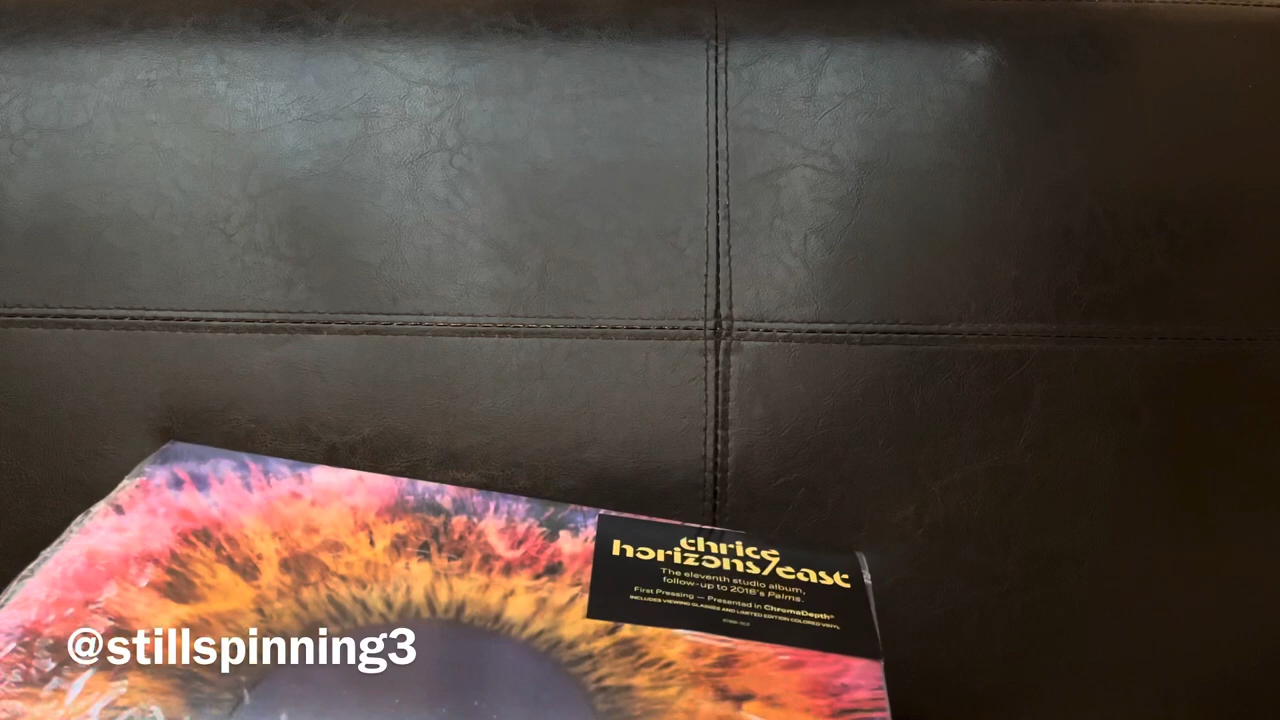 thrice
horizons/east
The eleventh studio album,
follow-up to 2016's Palms.
First Pressing — Presented in ChromaDepth®
INCLUDES VIEWING GLASSES AND LIMITED EDITION COLORED VINYL
@stillspinning3